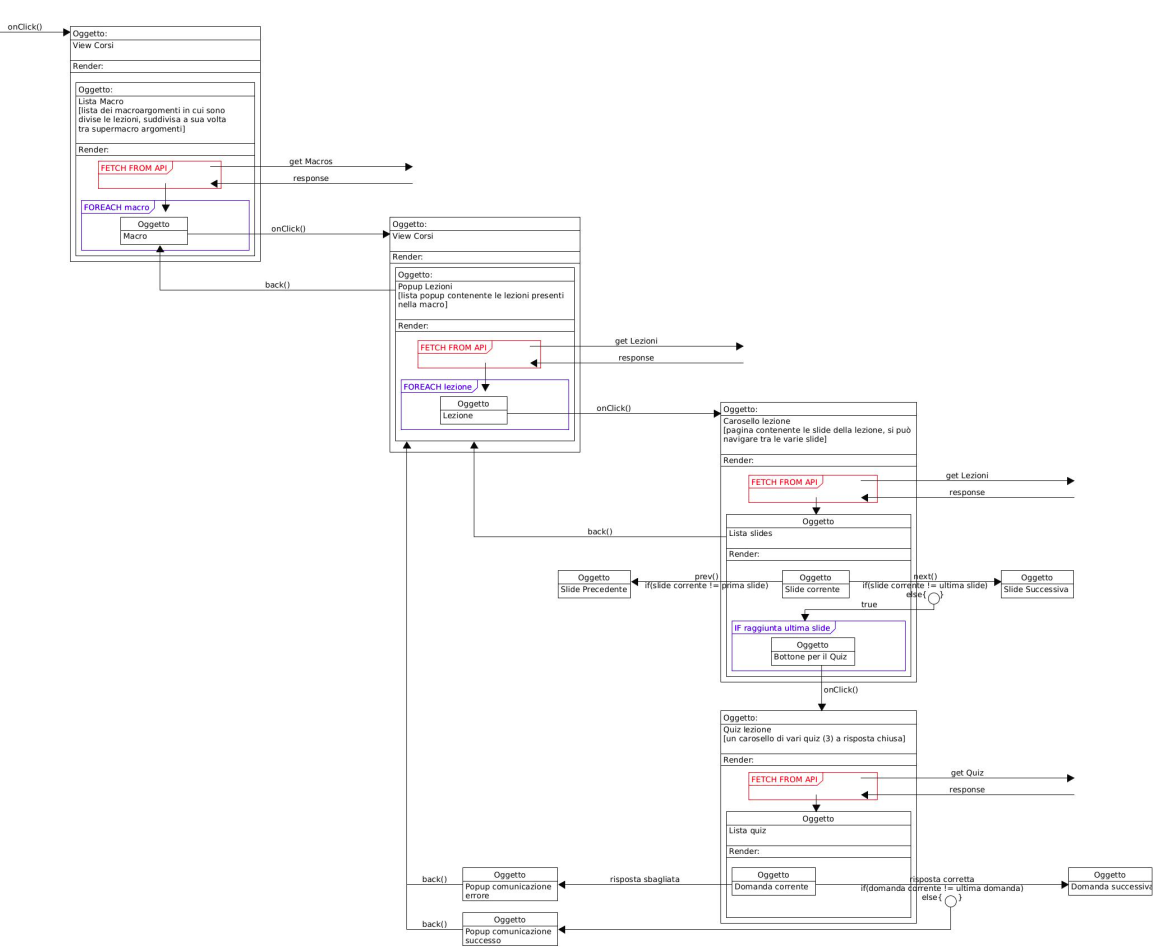 onClick()
Oggetto:
View Corsi
Render:
Oggetto:
Lista Macro
[lista dei macroargomenti in cui sono
divise le lezioni, suddivisa a sua volta
tra supermacro argomenti]
Render:
FETCH FROM API
get Macros
response
FOREACH macro
Oggetto
Macro
onClick()
back()
Oggetto:
View Corsi
Render:
Oggetto:
Popup Lezioni
[lista popup contenente le lezioni presenti
nella macro]
Render:
FETCH FROM API
get Lezioni
response
FOREACH lezione
Oggetto
Lezione
onClick()
back()
Oggetto:
Carosello lezione
[pagina contenente le slide della lezione, si può
navigare tra le varie slide]
Render:
FETCH FROM API
get Lezioni
response
Oggetto
Lista slides
Render:
Oggetto
Slide Precedente
prev()
if(slide corrente != prima slide)
Oggetto
Slide corrente
next()
if(slide corrente != ultima slide)
else{ }
Oggetto
Slide Successiva
true
IF raggiunta ultima slide
Oggetto
Bottone per il Quiz
onClick()
Oggetto:
Quiz lezione
[un carosello di vari quiz (3) a risposta chiusa]
Render:
FETCH FROM API
get Quiz
response
Oggetto
Lista quiz
Render:
back()
Oggetto
Popup comunicazione
errore
risposta sbagliata
Oggetto
Domanda corrente
risposta corretta
if(domanda corrente != ultima domanda)
else{ }
Oggetto
Domanda successiva
back()
Oggetto
Popup comunicazione
successo